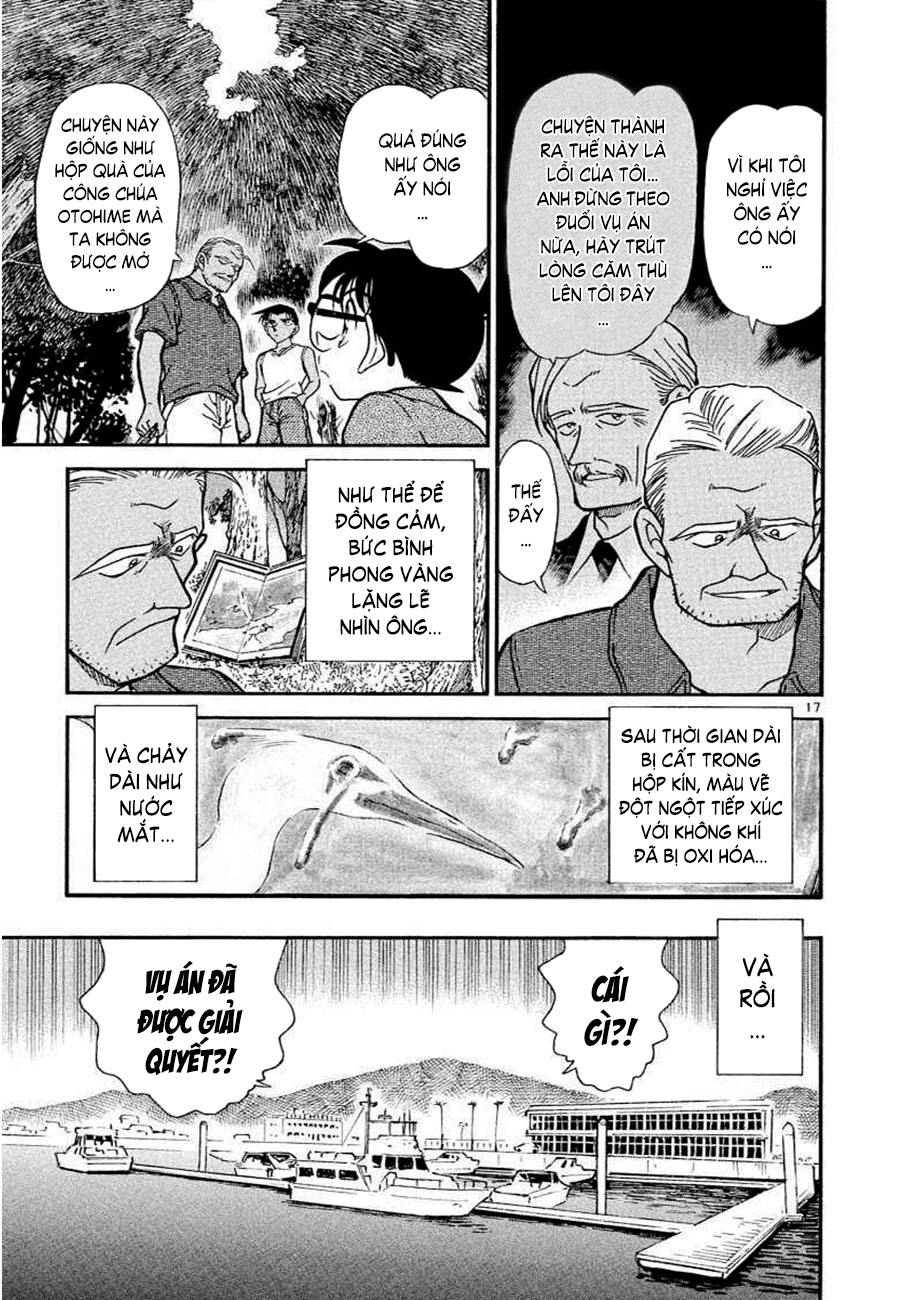 VÌ KHI TÔI
NGHỈ VIỆC
ÔNG ẤY
CÓ NÓI
...
CHUYỆN THÀNH
RA THẾ NÀY LÀ
LỒI CỦA TÔI...
ANH ĐỪNG THEO
ĐUỔI VỤ ÁN
NỮA, HÃY TRÚT
LÒNG CĂM THÙ
LÊN TÔI ĐÂY
...
THẾ
ĐẤY
...
QUẢ ĐÚNG
NHƯ ÔNG
ẤY NÓI
...
CHUYỆN NÀY
GIỐNG NHƯ
HỘP QUÀ CỦA
CÔNG CHÚA
OTOHIME MÀ
TA KHÔNG
ĐƯỢC MỞ
...
NHƯ THỂ ĐỂ
ĐỒNG CẢM,
BỨC BÌNH
PHONG VÀNG
LẶNG LẼ
NHÌN ÔNG...
17
SAU THỜI GIAN DÀI
BỊ CẤT TRONG
HỘP KÍN, MÀU VẼ
ĐỘT NGỘT TIẾP XÚC
VỚI KHÔNG KHÍ
ĐÃ BỊ OXI HÓA...
VÀ CHẢY
DÀI NHƯ
NƯỚC
MẮT...
VÀ
RỒI
...
CÁI
GÌ?!
VỤ ÁN ĐÃ
ĐƯỢC GIẢI
QUYẾT?!